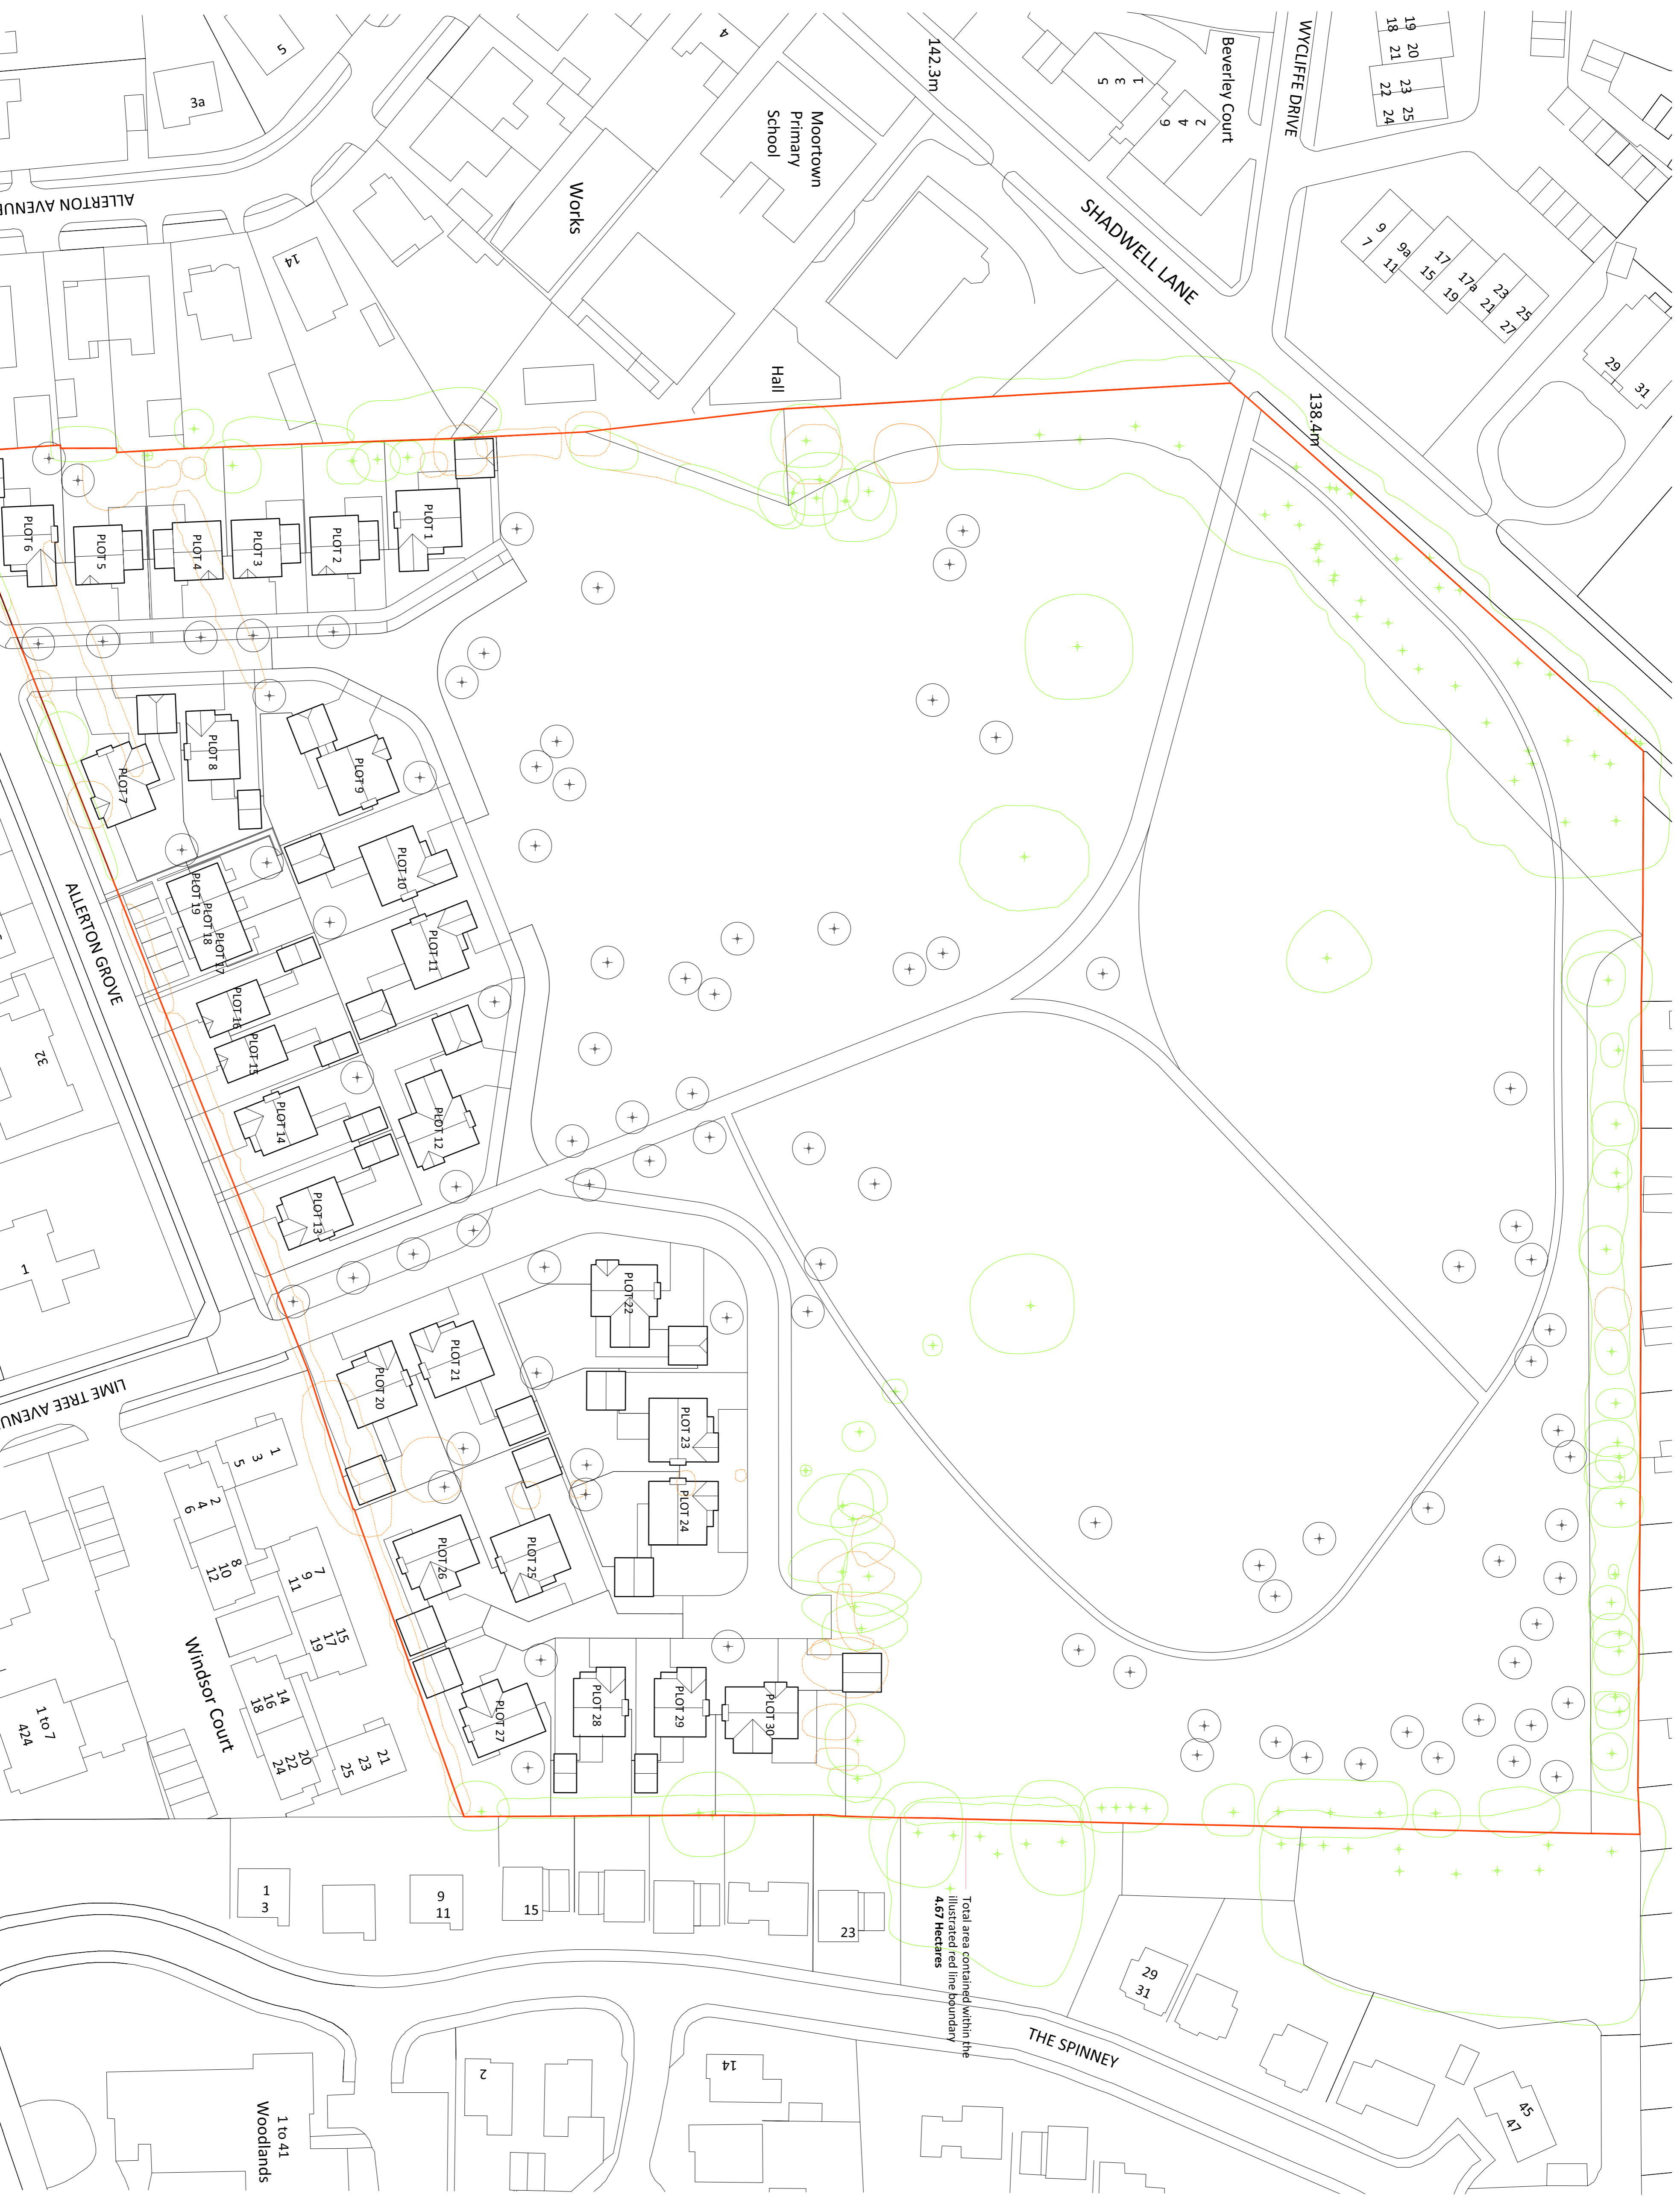 5
3a
ALLERTON AVENUE
14
4
Works
Moortown
Primary
School
Hall
142.3m
1
3
5
2
4
6
Beverley Court
WYCLIFFE DRIVE
SHADWELL LANE
138.4m
19
18
20
21
23
22
25
24
9
7
9a
11
17
15
17a
19
23
21
25
27
29
31
PLOT 1
PLOT 2
PLOT 3
PLOT 4
PLOT 5
PLOT 6
PLOT 7
PLOT 8
PLOT 9
PLOT 10
PLOT 11
PLOT 12
PLOT 13
PLOT 14
PLOT 15
PLOT 16
PLOT 17
PLOT 18
PLOT 19
PLOT 20
PLOT 21
PLOT 22
PLOT 23
PLOT 24
PLOT 25
PLOT 26
PLOT 27
PLOT 28
PLOT 29
PLOT 30
ALLERTON GROVE
32
1
LIME TREE AVENU
1
3
5
2
4
6
8
10
12
7
9
11
15
17
19
14
16
18
20
22
24
21
23
25
Windsor Court
1 to 7
424
1
3
9
11
15
23
Total area contained within the
illustrated red line boundary
4.67 Hectares
29
31
THE SPINNEY
45
47
2
14
1 to 41
Woodlands